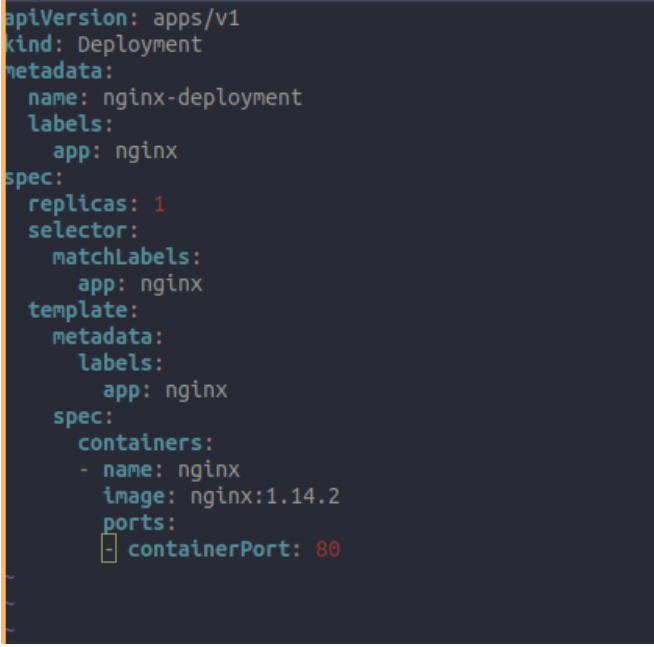 apiVersion: apps/v1
kind: Deployment
metadata:
  name: nginx-deployment
  labels:
    app: nginx
spec:
  replicas: 1
  selector:
    matchLabels:
      app: nginx
  template:
    metadata:
      labels:
        app: nginx
    spec:
      containers:
      - name: nginx
        image: nginx:1.14.2
        ports:
        - containerPort: 80
~
~
~